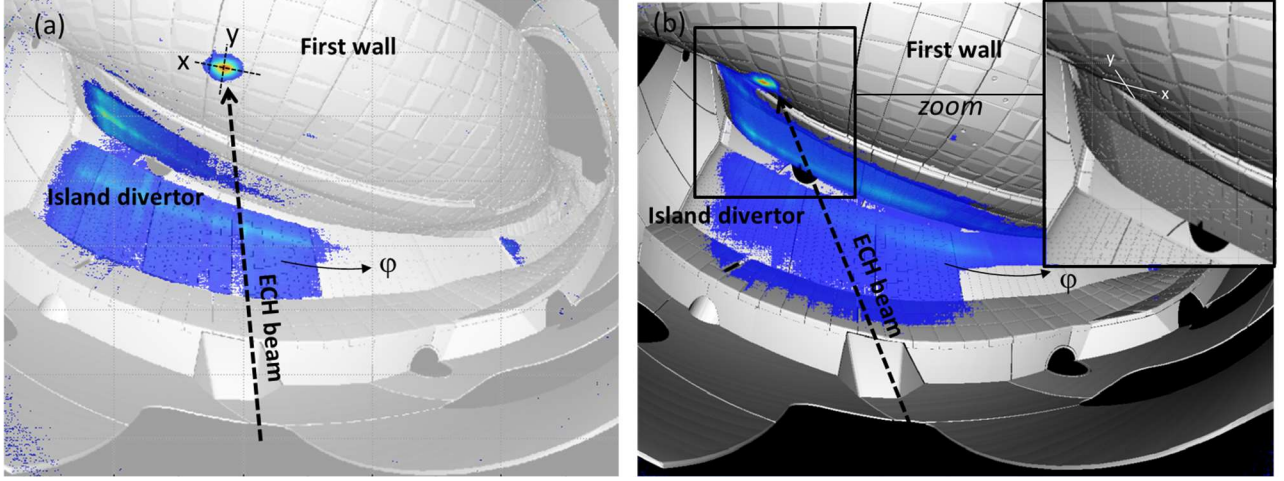 (a)
y
x
First wall
Island divertor
φ
ECH beam
(b)
First wall
zoom
y
x
Island divertor
ECH beam
φ